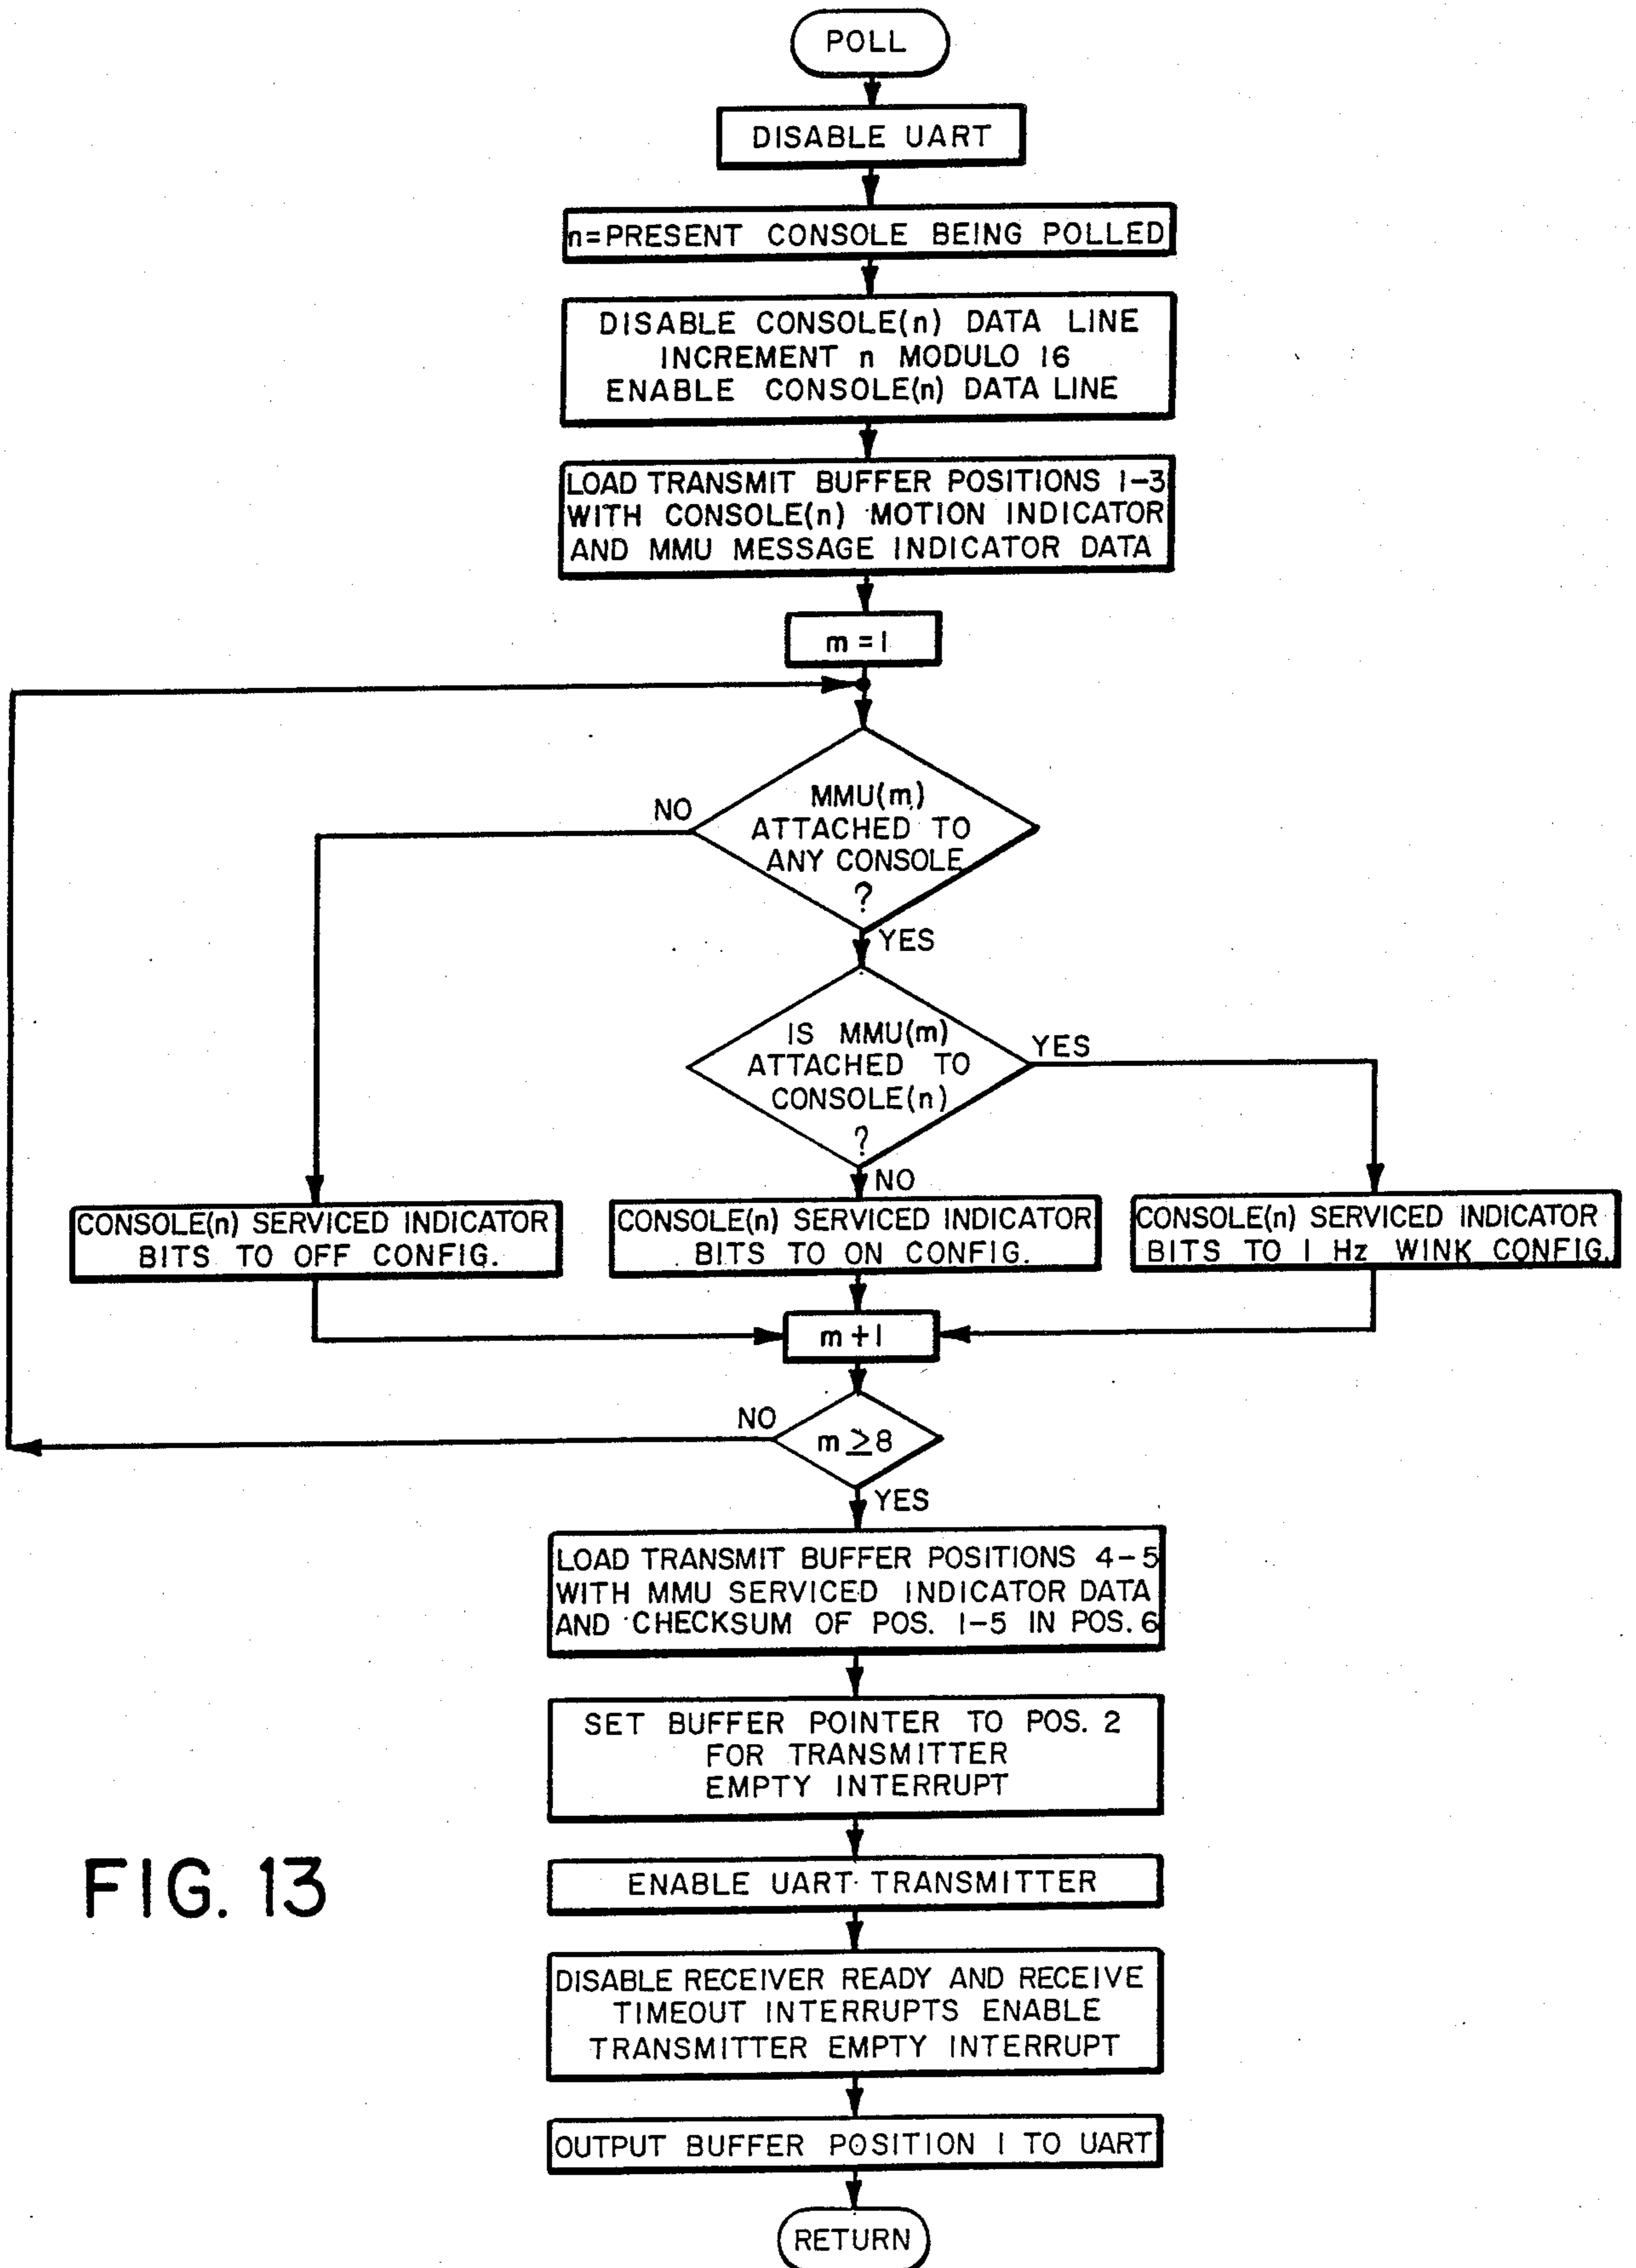 POLL
DISABLE UART
n=PRESENT CONSOLE BEING POLLED
DISABLE CONSOLE(n) DATA LINE
INCREMENT n MODULO 16
ENABLE CONSOLE(n) DATA LINE
LOAD TRANSMIT BUFFER POSITIONS 1-3
WITH CONSOLE(n) MOTION INDICATOR
AND MMU MESSAGE INDICATOR DATA
m=1
MMU(m)
ATTACHED TO
ANY CONSOLE
?
NO
YES
IS MMU(m)
ATTACHED TO
CONSOLE(n)
?
YES
NO
CONSOLE(n) SERVICED INDICATOR
BITS TO OFF CONFIG.
CONSOLE(n) SERVICED INDICATOR
BITS TO ON CONFIG.
CONSOLE(n) SERVICED INDICATOR
BITS TO 1 Hz WINK CONFIG.
m+1
NO
m≥8
YES
LOAD TRANSMIT BUFFER POSITIONS 4-5
WITH MMU SERVICED INDICATOR DATA
AND CHECKSUM OF POS. 1-5 IN POS. 6
SET BUFFER POINTER TO POS. 2
FOR TRANSMITTER
EMPTY INTERRUPT
ENABLE UART TRANSMITTER
DISABLE RECEIVER READY AND RECEIVE
TIMEOUT INTERRUPTS ENABLE
TRANSMITTER EMPTY INTERRUPT
OUTPUT BUFFER POSITION 1 TO UART
RETURN
FIG. 13